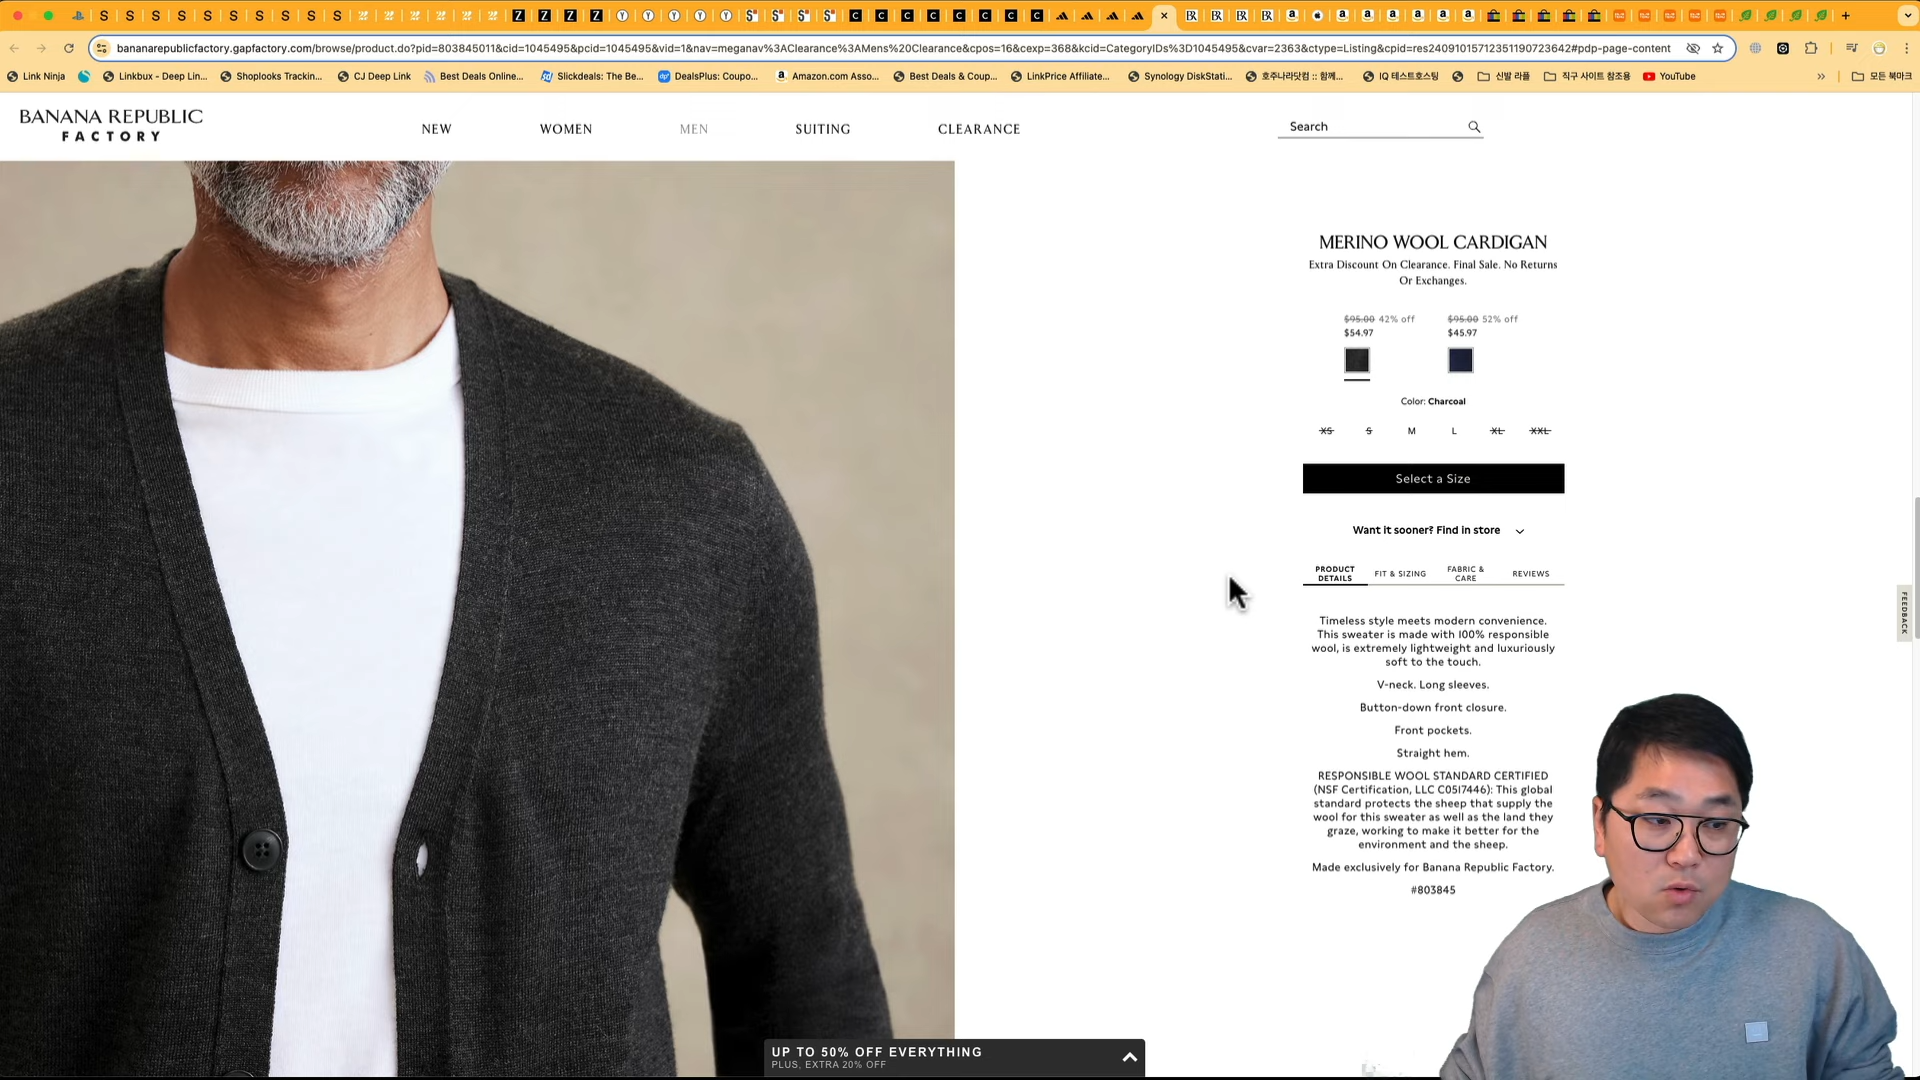 bananarepublicfactory.gapfactory.com/browse/product.do?pid=803845011&cid=1045495&pcid=1045495&vid=1&nav=meganav%3AClearance%3AMens%20Clearance&cpos=16&cexp=368&kcid=CategoryIDs%3D1045495&cvar=2363&ctype=Listing&cpid=res24091015712351190723642#pdp-page-content
Link Ninja
Linkbux - Deep Lin...
Shoplooks Trackin...
CJ Deep Link
Best Deals Online...
Slickdeals: The Be...
DealsPlus: Coupo...
Amazon.com Asso...
Best Deals & Coup...
LinkPrice Affiliate...
Synology DiskStati...
호주나라닷컴 :: 함께...
IQ 테스트호스팅
신발 라플
직구 사이트 참조용
YouTube
모든 북마크
BANANA REPUBLIC
FACTORY
NEW
WOMEN
MEN
SUITING
CLEARANCE
Search
MERINO WOOL CARDIGAN
Extra Discount On Clearance. Final Sale. No Returns
Or Exchanges.
$95.00 42% off
$54.97
$95.00 52% off
$45.97
Color: Charcoal
XS S M L XL XXL
Select a Size
Want it sooner? Find in store
PRODUCT DETAILS
FIT & SIZING
FABRIC & CARE
REVIEWS
Timeless style meets modern convenience.
This sweater is made with 100% responsible
wool, is extremely lightweight and luxuriously
soft to the touch.
V-neck. Long sleeves.
Button-down front closure.
Front pockets.
Straight hem.
RESPONSIBLE WOOL STANDARD CERTIFIED
(NSF Certification, LLC C0517446): This global
standard protects the sheep that supply the
wool for this sweater as well as the land they
graze, working to make it better for the
environment and the sheep.
Made exclusively for Banana Republic Factory.
#803845
FEEDBACK
UP TO 50% OFF EVERYTHING
PLUS, EXTRA 20% OFF